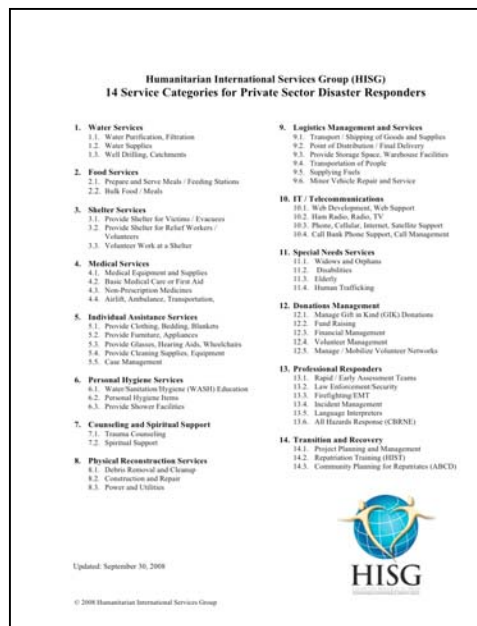 Humanitarian International Services Group (HISG)
14 Service Categories for Private Sector Disaster Responders
1. Water Services
1.1. Water Purification, Filtration
1.2. Water Supplies
1.3. Well Drilling, Catchments
2. Food Services
2.1. Prepare and Serve Meals / Feeding Stations
2.2. Bulk Food / Meals
3. Shelter Services
3.1. Provide Shelter for Victims / Evacuees
3.2. Provide Shelter for Relief Workers /
Volunteers
3.3. Volunteer Work at a Shelter
4. Medical Services
4.1. Medical Equipment and Supplies
4.2. Basic Medical Care or First Aid
4.3. Non-Prescription Medicines
4.4. Airlift, Ambulance, Transportation,
5. Individual Assistance Services
5.1. Provide Clothing, Bedding, Blankets
5.2. Provide Furniture, Appliances
5.3. Provide Glasses, Hearing Aids, Wheelchairs
5.4. Provide Cleaning Supplies, Equipment
5.5. Case Management
6. Personal Hygiene Services
6.1. Water/Sanitation/Hygiene (WASH) Education
6.2. Personal Hygiene Items
6.3. Provide Shower Facilities
7. Counseling and Spiritual Support
7.1. Trauma Counseling
7.2. Spiritual Support
8. Physical Reconstruction Services
8.1. Debris Removal and Cleanup
8.2. Construction and Repair
8.3. Power and Utilities
9. Logistics Management and Services
9.1. Transport / Shipping of Goods and Supplies
9.2. Point of Distribution / Final Delivery
9.3. Provide Storage Space, Warehouse Facilities
9.4. Transportation of People
9.5. Supplying Fuels
9.6. Minor Vehicle Repair and Service
10. IT / Telecommunications
10.1. Web Development, Web Support
10.2. Ham Radio, Radio, TV
10.3. Phone, Cellular, Internet, Satellite Support
10.4. Call Bank Phone Support, Call Management
11. Special Needs Services
11.1. Widows and Orphans
11.2. Disabilities
11.3. Elderly
11.4. Human Trafficking
12. Donations Management
12.1. Manage Gift in Kind (GIK) Donations
12.2. Fund Raising
12.3. Financial Management
12.4. Volunteer Management
12.5. Manage / Mobilize Volunteer Networks
13. Professional Responders
13.1. Rapid / Early Assessment Teams
13.2. Law Enforcement/Security
13.3. Firefighting/EMT
13.4. Incident Management
13.5. Language Interpreters
13.6. All Hazards Response (CBRNE)
14. Transition and Recovery
14.1. Project Planning and Management
14.2. Repatriation Training (HIST)
14.3. Community Planning for Repatriates (ABCD)
HISG
Updated: September 30, 2008
© 2008 Humanitarian International Services Group